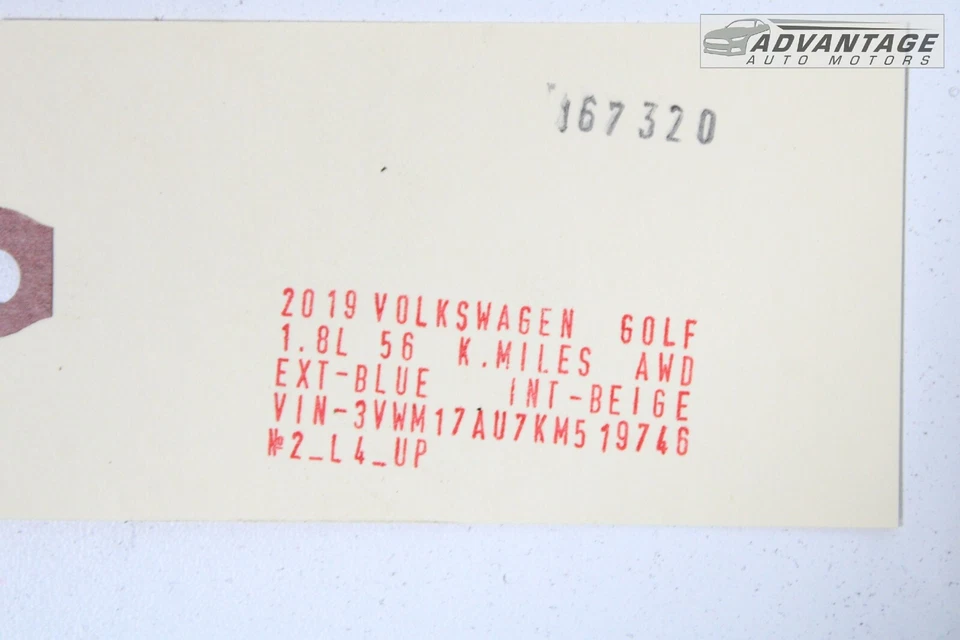 ADVANTAGE
AUTO MOTORS
167320
2019 VOLKSWAGEN GOLF
1.8L 56 K.MILES AWD
EXT-BLUE INT-BEIGE
VIN-3VWM17AU7KM519746
№2_L4_UP